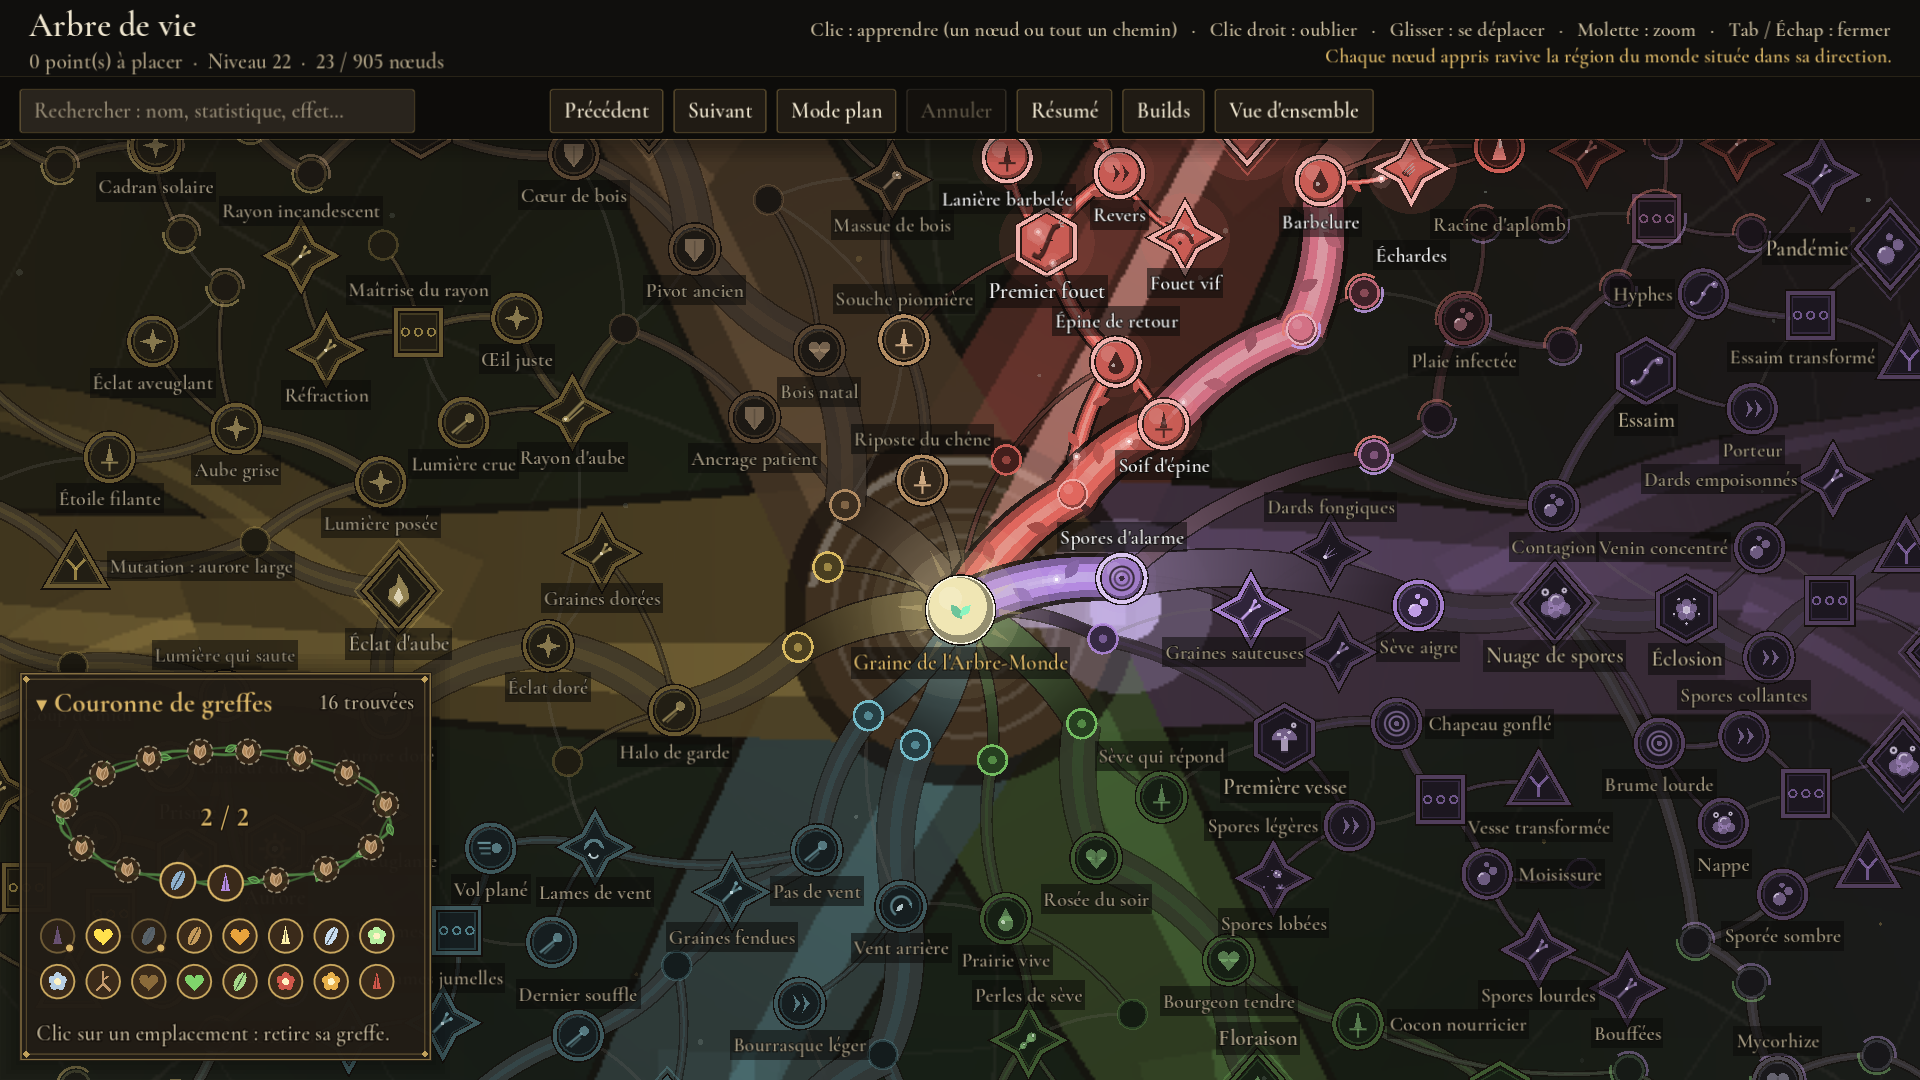 Arbre de vie
0 point(s) à placer · Niveau 22 · 23 / 905 nœuds
Clic : apprendre (un nœud ou tout un chemin) · Clic droit : oublier · Glisser : se déplacer · Molette : zoom · Tab / Échap : fermer
Chaque nœud appris ravive la région du monde située dans sa direction.
Rechercher : nom, statistique, effet...
Précédent
Suivant
Mode plan
Annuler
Résumé
Builds
Vue d'ensemble
Cadran solaire
Cœur de bois
Lanière barbelée
Revers
Rayon incandescent
Massue de bois
Barbelure
Racine d'aplomb
Pandémie
Échardes
Maîtrise du rayon
Pivot ancien
Souche pionnière
Premier fouet
Fouet vif
Hyphes
Épine de retour
Éclat aveuglant
Œil juste
Plaie infectée
Essaim transformé
Réfraction
Bois natal
Essaim
Aube grise
Lumière crue
Rayon d'aube
Ancrage patient
Riposte du chêne
Soif d'épine
Porteur
Étoile filante
Dards empoisonnés
Lumière posée
Dards fongiques
Spores d'alarme
Contagion
Venin concentré
Mutation : aurore large
Graines dorées
Éclat d'aube
Lumière qui saute
Graine de l'Arbre-Monde
Graines sauteuses
Sève aigre
Nuage de spores
Éclosion
Éclat doré
Spores collantes
Couronne de greffes
16 trouvées
Halo de garde
Chapeau gonflé
Sève qui répond
Première vesse
Brume lourde
2 / 2
Spores légères
Vesse transformée
Nappe
Vol plané
Lames de vent
Pas de vent
Moisissure
Rosée du soir
Graines fendues
Vent arrière
Spores lobées
Sporée sombre
Prairie vive
jumelles
Dernier souffle
Perles de sève
Bourgeon tendre
Spores lourdes
Cocon nourricier
Clic sur un emplacement : retire sa greffe.
Bourrasque léger
Floraison
Bouffées
Mycorhize